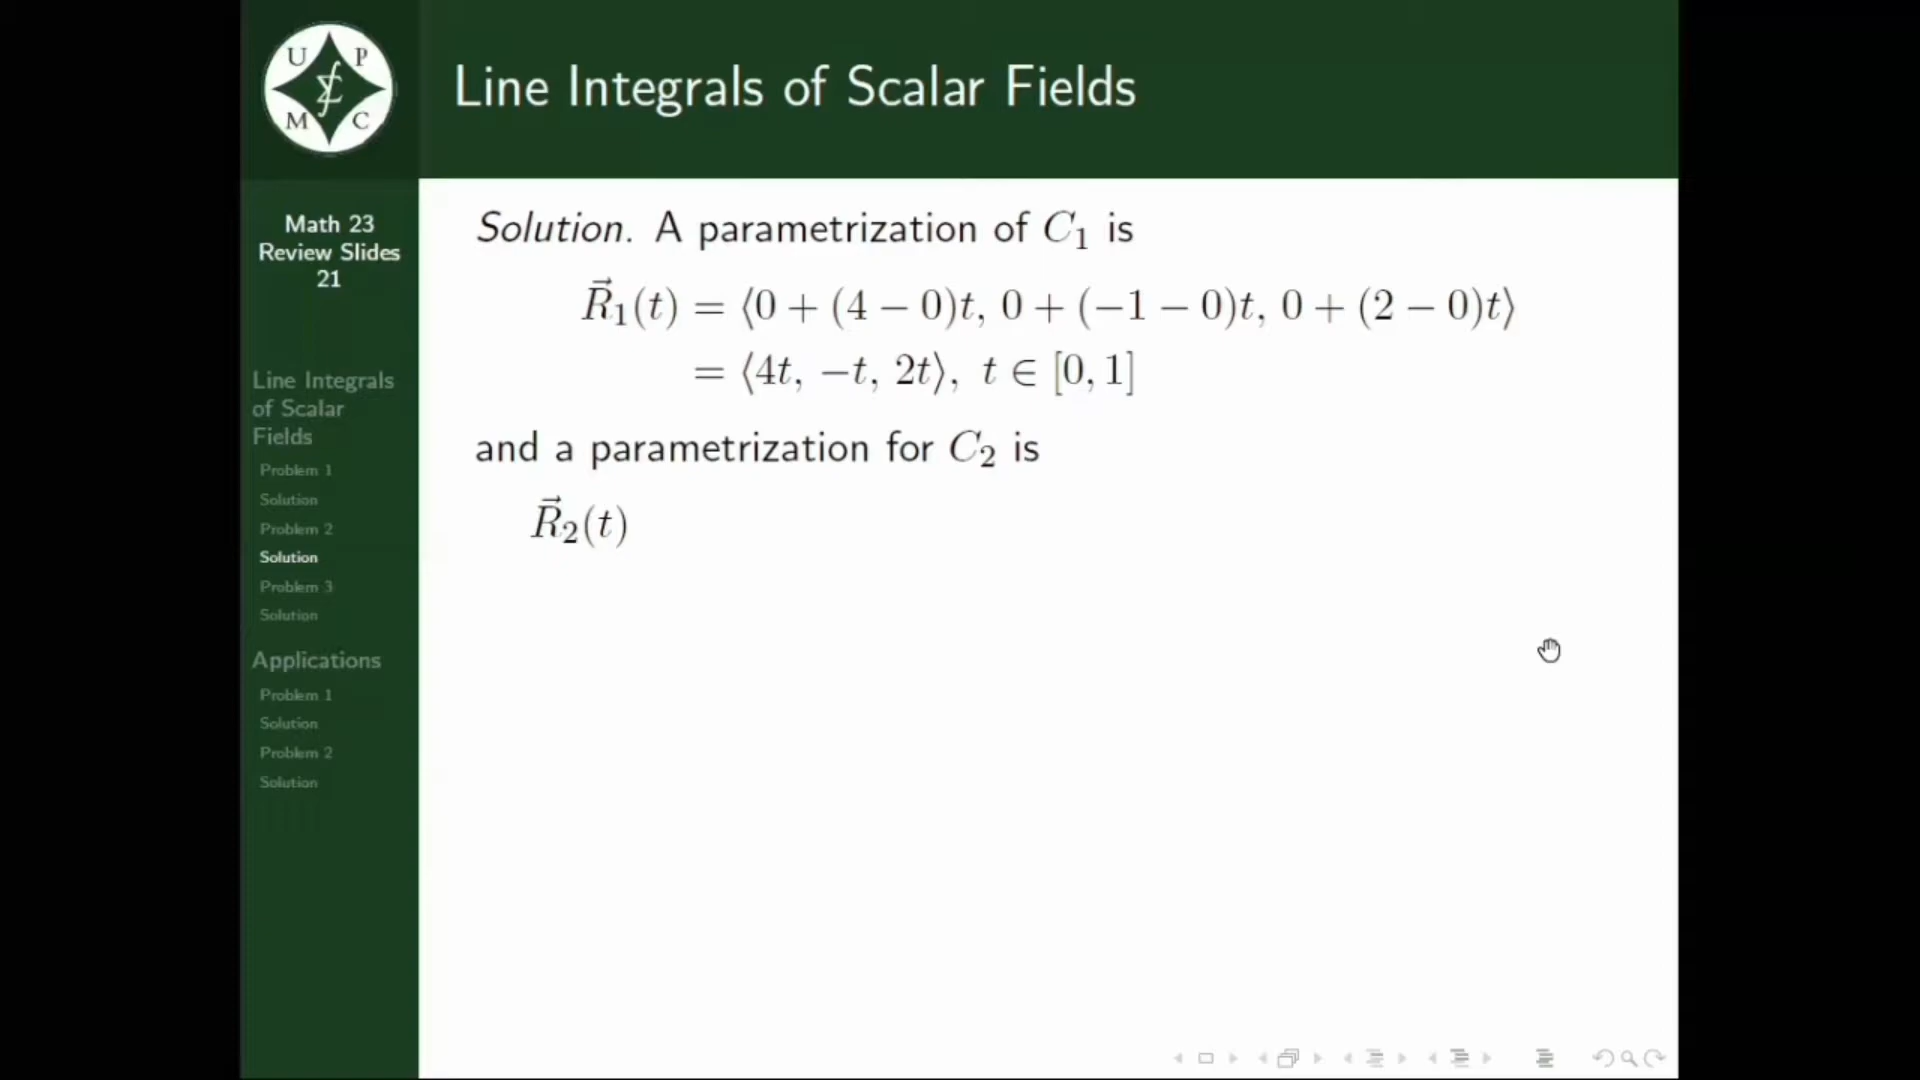 U P
M C
Line Integrals of Scalar Fields
Math 23
Review Slides
21
Line Integrals
of Scalar
Fields
Problem 1
Solution
Problem 2
Solution
Problem 3
Solution
Applications
Problem 1
Solution
Problem 2
Solution
Solution. A parametrization of C₁ is
R⃗₁(t) = ⟨0 + (4 − 0)t, 0 + (−1 − 0)t, 0 + (2 − 0)t⟩
= ⟨4t, −t, 2t⟩, t ∈ [0, 1]
and a parametrization for C₂ is
R⃗₂(t)